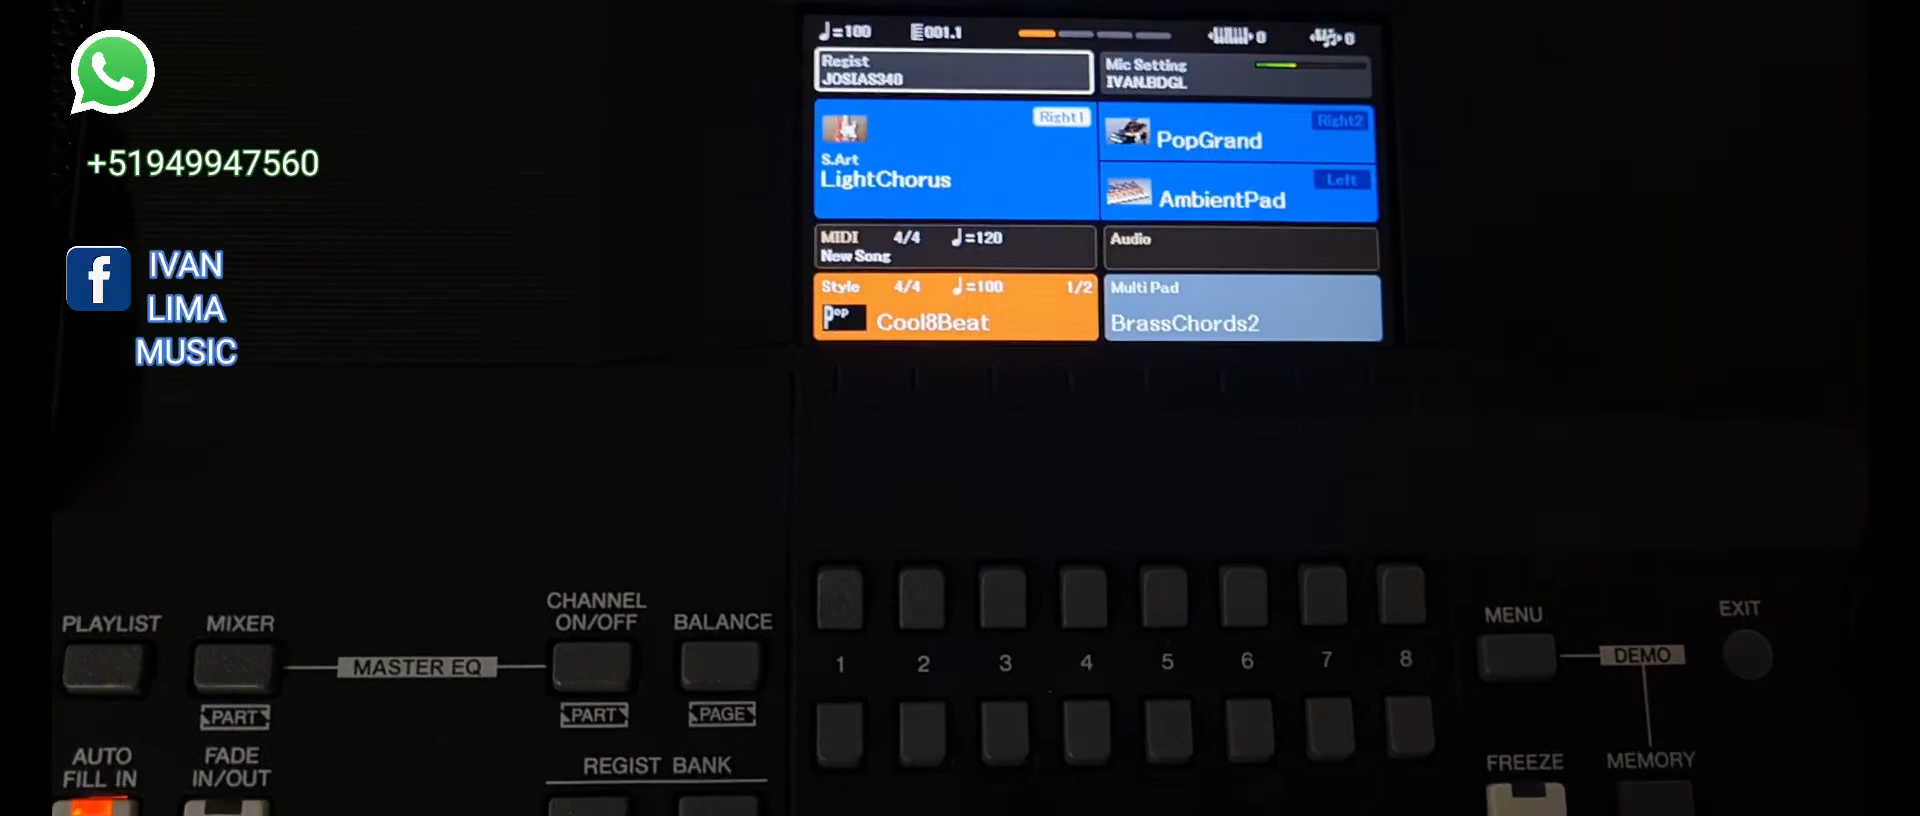 +51949947560
IVAN
LIMA
MUSIC
♩=100
001.1
0
0
Regist
JOSIAS340
Mic Setting
IVAN.BDGL
Right1
S.Art
LightChorus
Right2
PopGrand
Left
AmbientPad
MIDI 4/4 ♩=120
New Song
Audio
Style 4/4 ♩=100 1/2
Pop Cool8Beat
Multi Pad
BrassChords2
PLAYLIST
MIXER
MASTER EQ
CHANNEL
ON/OFF
BALANCE
PART
PART
PAGE
1 2 3 4 5 6 7 8
MENU
DEMO
EXIT
AUTO
FILL IN
FADE
IN/OUT
REGIST BANK
FREEZE
MEMORY